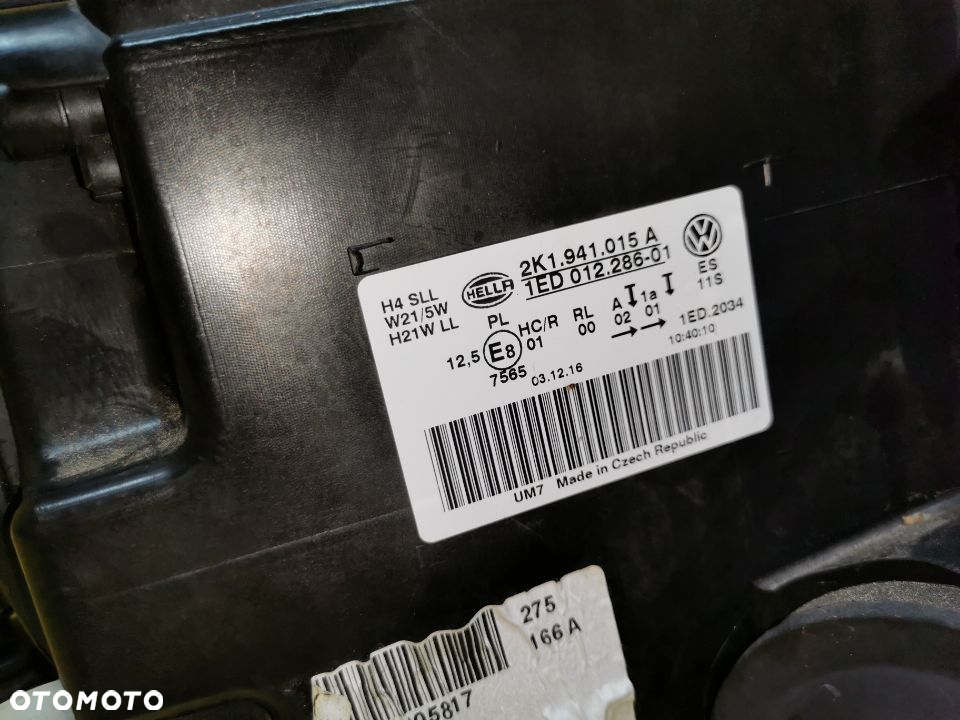 H4 SLL
W21/5W
H21W LL
HELLA
2K1.941.015 A
1ED 012.286-01
VW
ES
11S
PL
12,5 E8
7565
HC/R
01
RL
00
A
02
1a
01
1ED.2034
10:40:10
03.12.16
UM7 Made in Czech Republic
275
166 A
05817
OTOMOTO